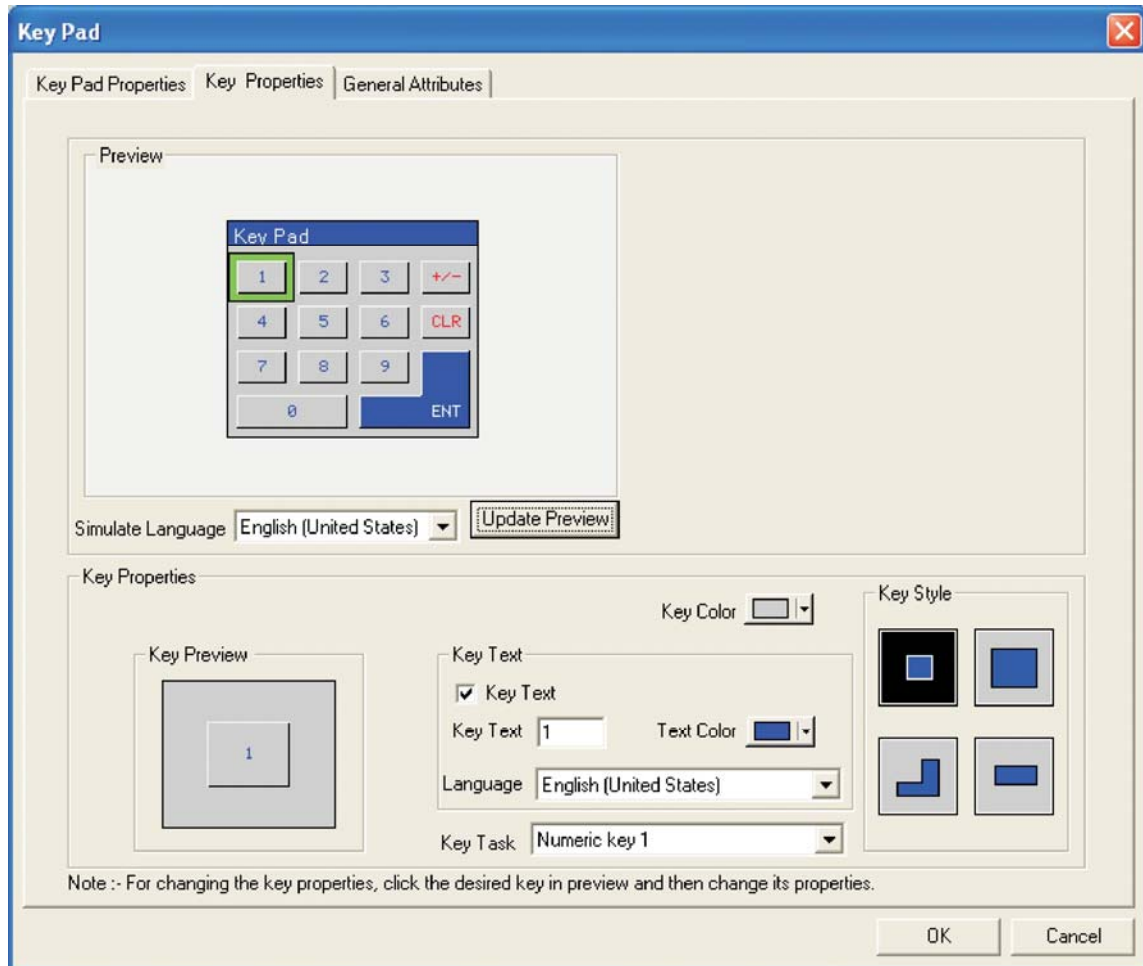 Key Pad
Key Pad Properties Key Properties General Attributes
Preview
Key Pad
1 2 3 +/-
4 5 6 CLR
7 8 9
0 ENT
Simulate Language English (United States) Update Preview
Key Properties
Key Color
Key Style
Key Preview
1
Key Text
Key Text
Key Text 1 Text Color
Language English (United States)
Key Task Numeric key 1
Note :- For changing the key properties, click the desired key in preview and then change its properties.
OK Cancel